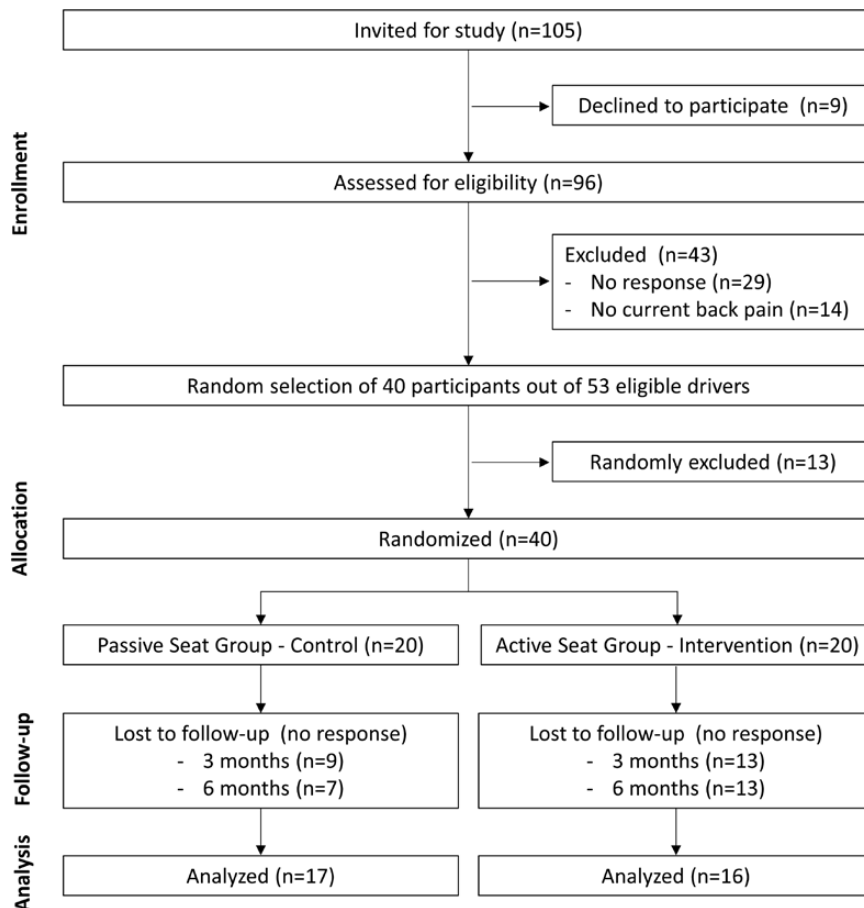 Invited for study (n=105)
Declined to participate (n=9)
Enrollment
Assessed for eligibility (n=96)
Excluded (n=43)
- No response (n=29)
- No current back pain (n=14)
Random selection of 40 participants out of 53 eligible drivers
Randomly excluded (n=13)
Allocation
Randomized (n=40)
Passive Seat Group - Control (n=20)
Active Seat Group - Intervention (n=20)
Follow-up
Lost to follow-up (no response)
- 3 months (n=9)
- 6 months (n=7)
Lost to follow-up (no response)
- 3 months (n=13)
- 6 months (n=13)
Analysis
Analyzed (n=17)
Analyzed (n=16)